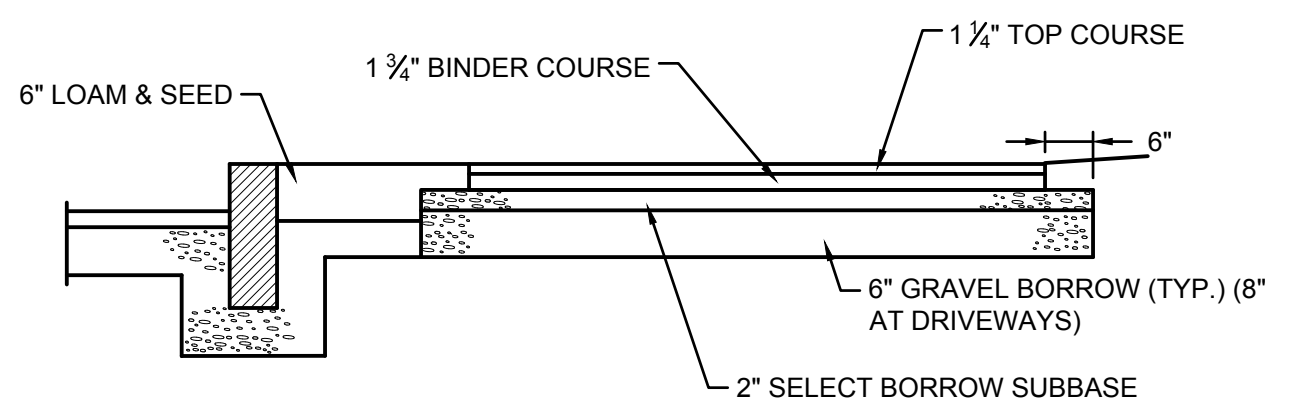 1 ¼" TOP COURSE
1 ¾" BINDER COURSE
6" LOAM & SEED
6"
6" GRAVEL BORROW (TYP.) (8"
AT DRIVEWAYS)
2" SELECT BORROW SUBBASE